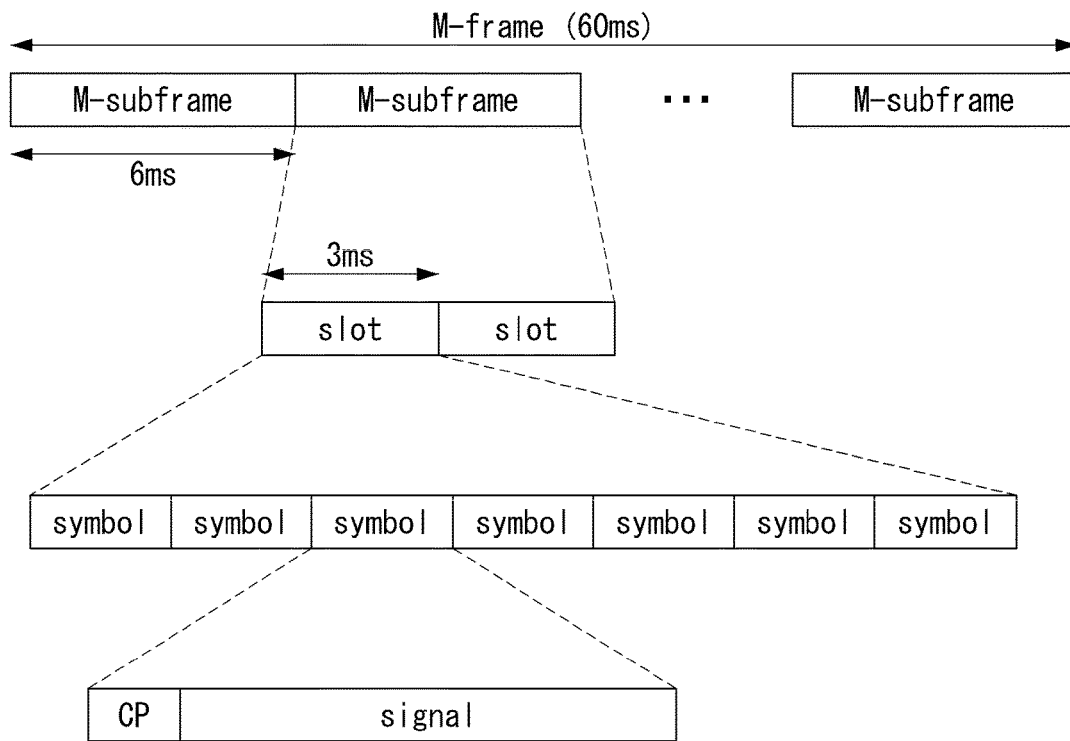 M-frame (60ms)
M-subframe M-subframe ... M-subframe
6ms
3ms
slot slot
symbol symbol symbol symbol symbol symbol symbol
CP signal